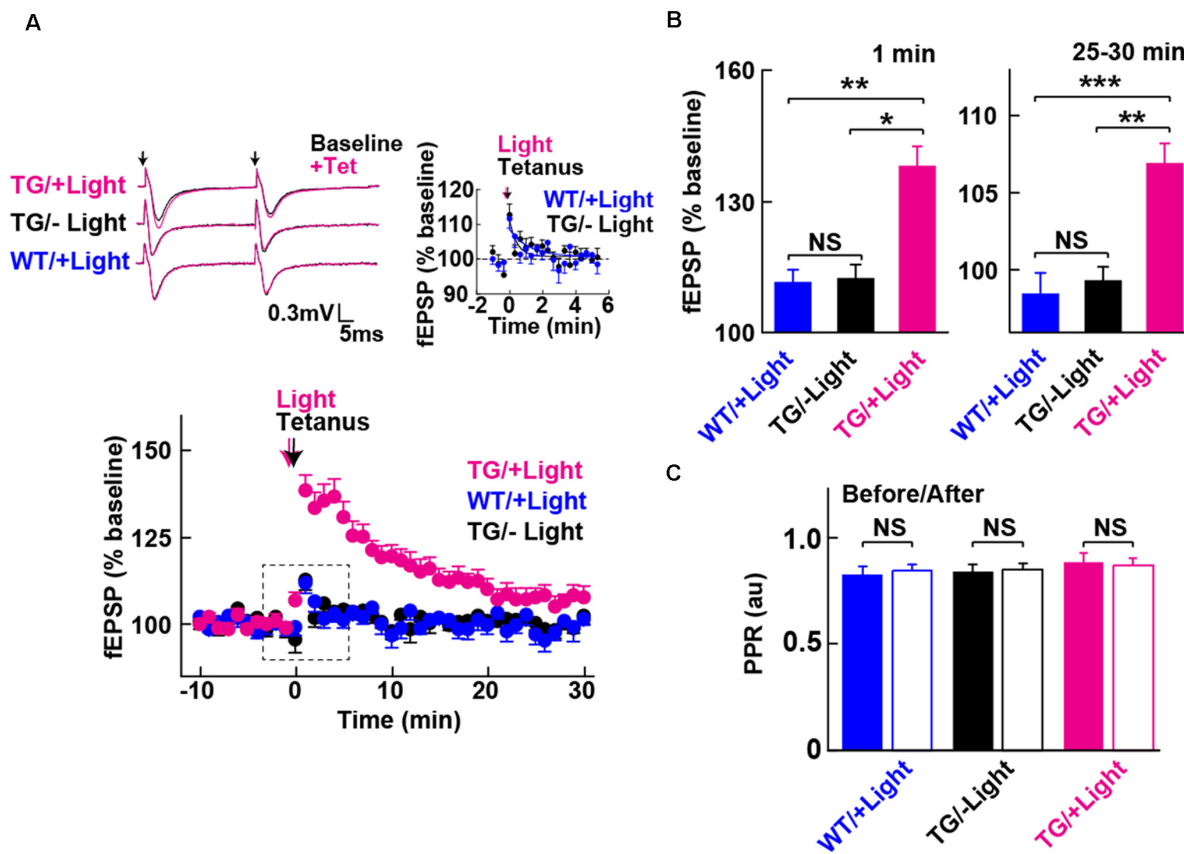 A
Baseline
+Tet
TG/+Light
TG/- Light
WT/+Light
0.3mV
5ms
Light
Tetanus
WT/+Light
TG/- Light
fEPSP (% baseline)
120
110
100
90
-2 0 2 4 6
Time (min)
Light
Tetanus
TG/+Light
WT/+Light
TG/- Light
fEPSP (% baseline)
150
125
100
-10 0 10 20 30
Time (min)
B
1 min
fEPSP (% baseline)
160
130
100
**
*
NS
WT/+Light
TG/-Light
TG/+Light
25-30 min
110
105
100
***
**
NS
WT/+Light
TG/-Light
TG/+Light
C
Before/After
PPR (au)
1.0
0.5
0
NS NS NS
WT/+Light
TG/-Light
TG/+Light